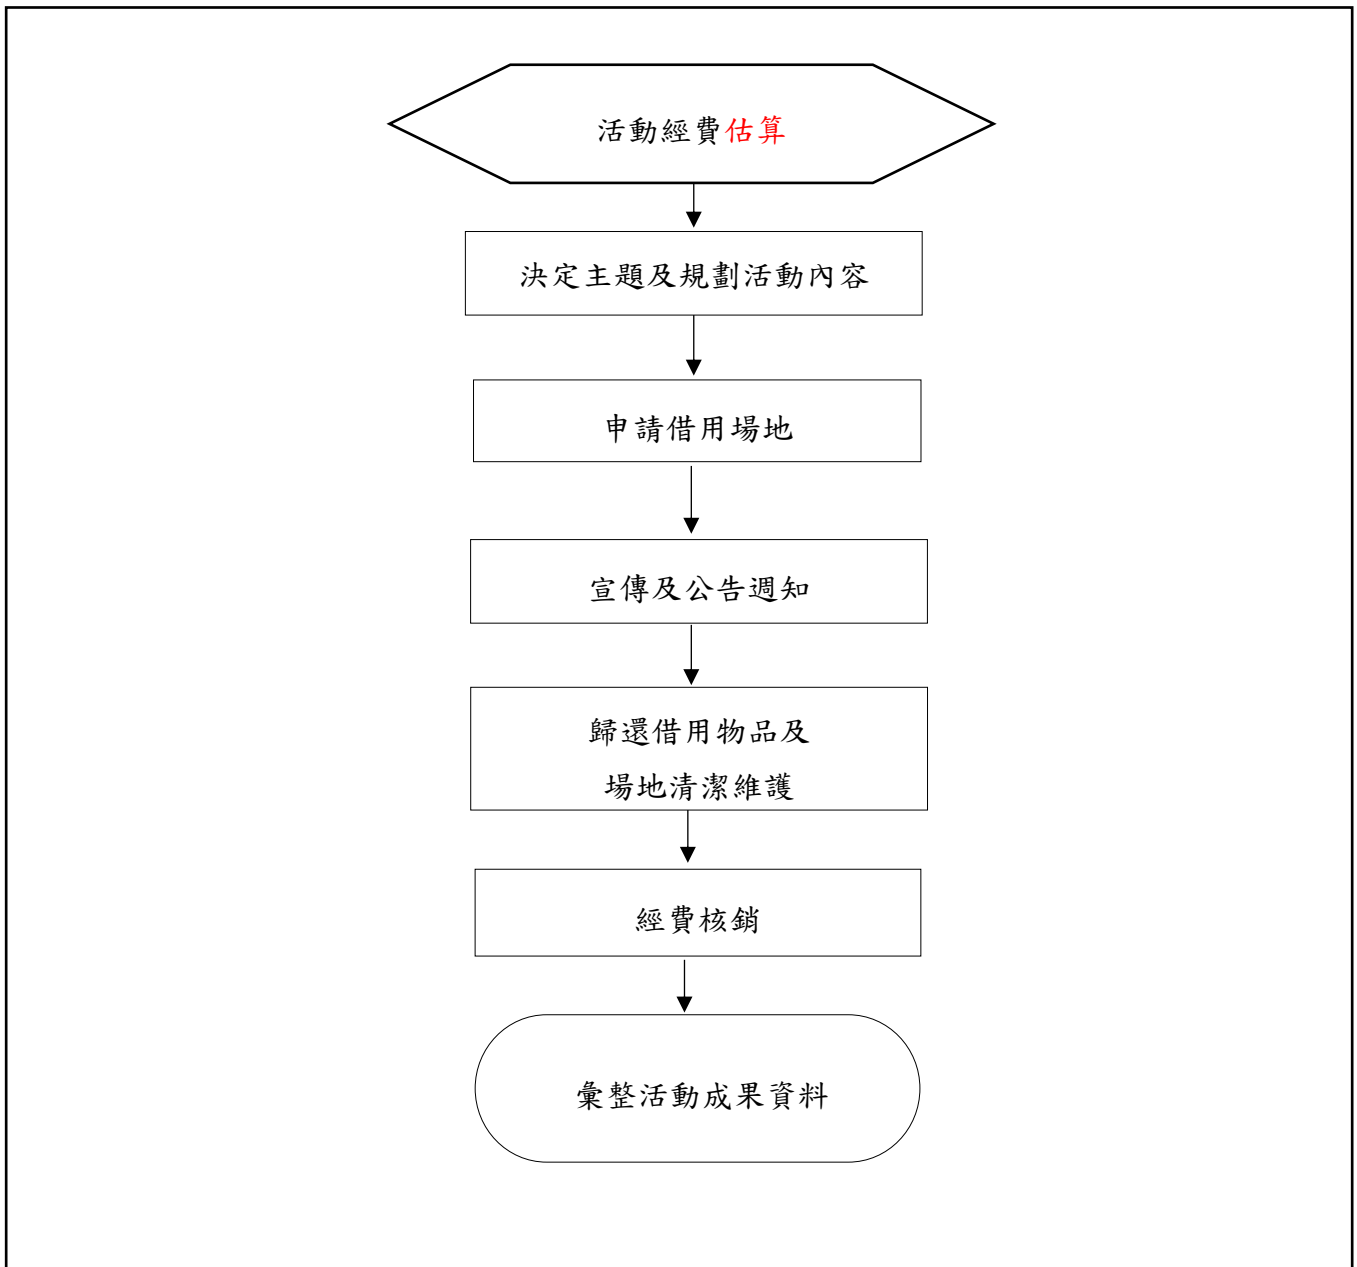 活動經費估算
決定主題及規劃活動內容
申請借用場地
宣傳及公告週知
歸還借用物品及
場地清潔維護
經費核銷
彙整活動成果資料